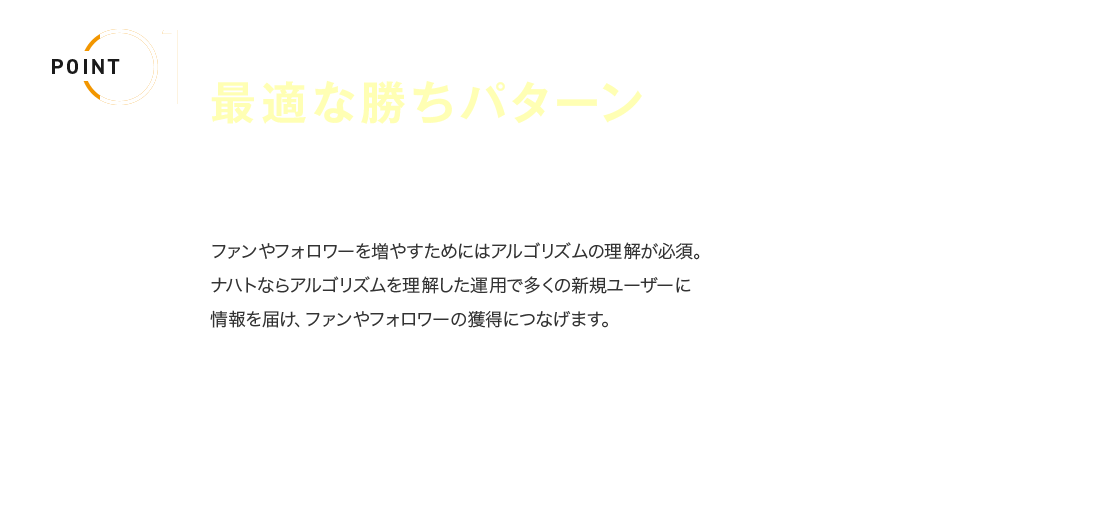 POINT
最適な勝ちパターン
ファンやフォロワーを増やすためにはアルゴリズムの理解が必須。
ナハトならアルゴリズムを理解した運用で多くの新規ユーザーに
情報を届け、ファンやフォロワーの獲得につなげます。